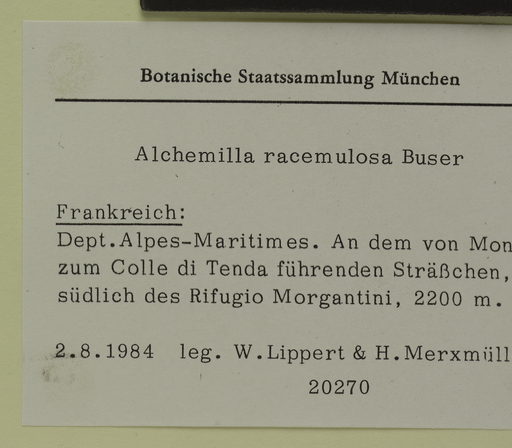 Botanische Staatssammlung München
Alchemilla racemulosa Buser
Frankreich:
Dept.Alpes-Maritimes. An dem von Mon
zum Colle di Tenda führenden Sträßchen,
südlich des Rifugio Morgantini, 2200 m.
2.8.1984 leg. W.Lippert & H.Merxmüll
20270